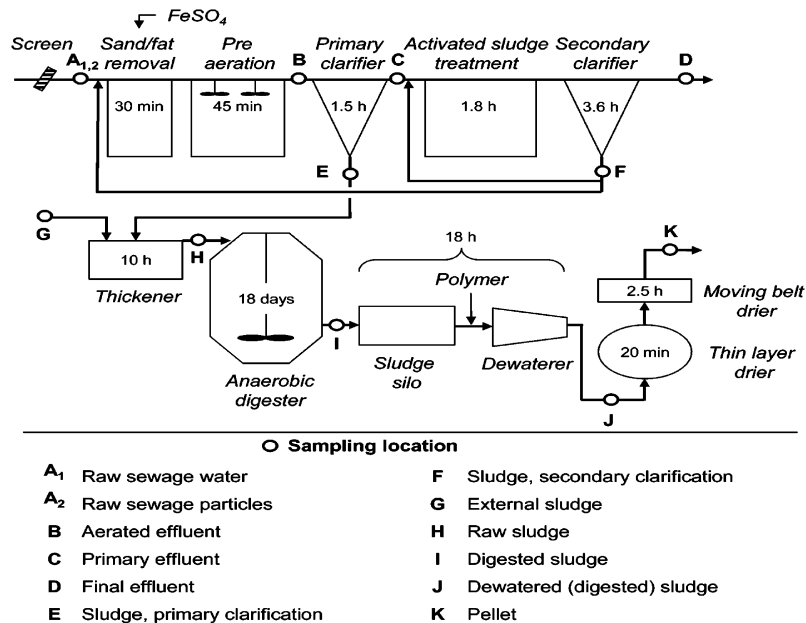 FeSO4
Screen
Sand/fat
removal
Pre
aeration
Primary
clarifier
Activated sludge
treatment
Secondary
clarifier
A1,2
B
C
D
30 min
45 min
1.5 h
1.8 h
3.6 h
E
F
G
H
10 h
Thickener
18 days
Anaerobic
digester
I
18 h
Polymer
Sludge
silo
Dewaterer
J
K
2.5 h
Moving belt
drier
20 min
Thin layer
drier
Sampling location
A1 Raw sewage water
A2 Raw sewage particles
B Aerated effluent
C Primary effluent
D Final effluent
E Sludge, primary clarification
F Sludge, secondary clarification
G External sludge
H Raw sludge
I Digested sludge
J Dewatered (digested) sludge
K Pellet